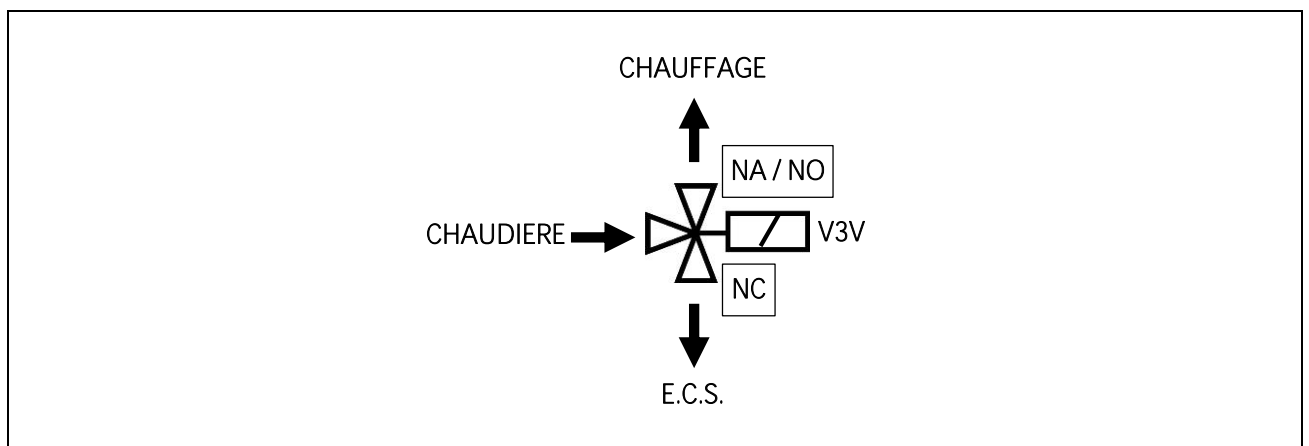 CHAUFFAGE
NA / NO
CHAUDIERE
V3V
NC
E.C.S.